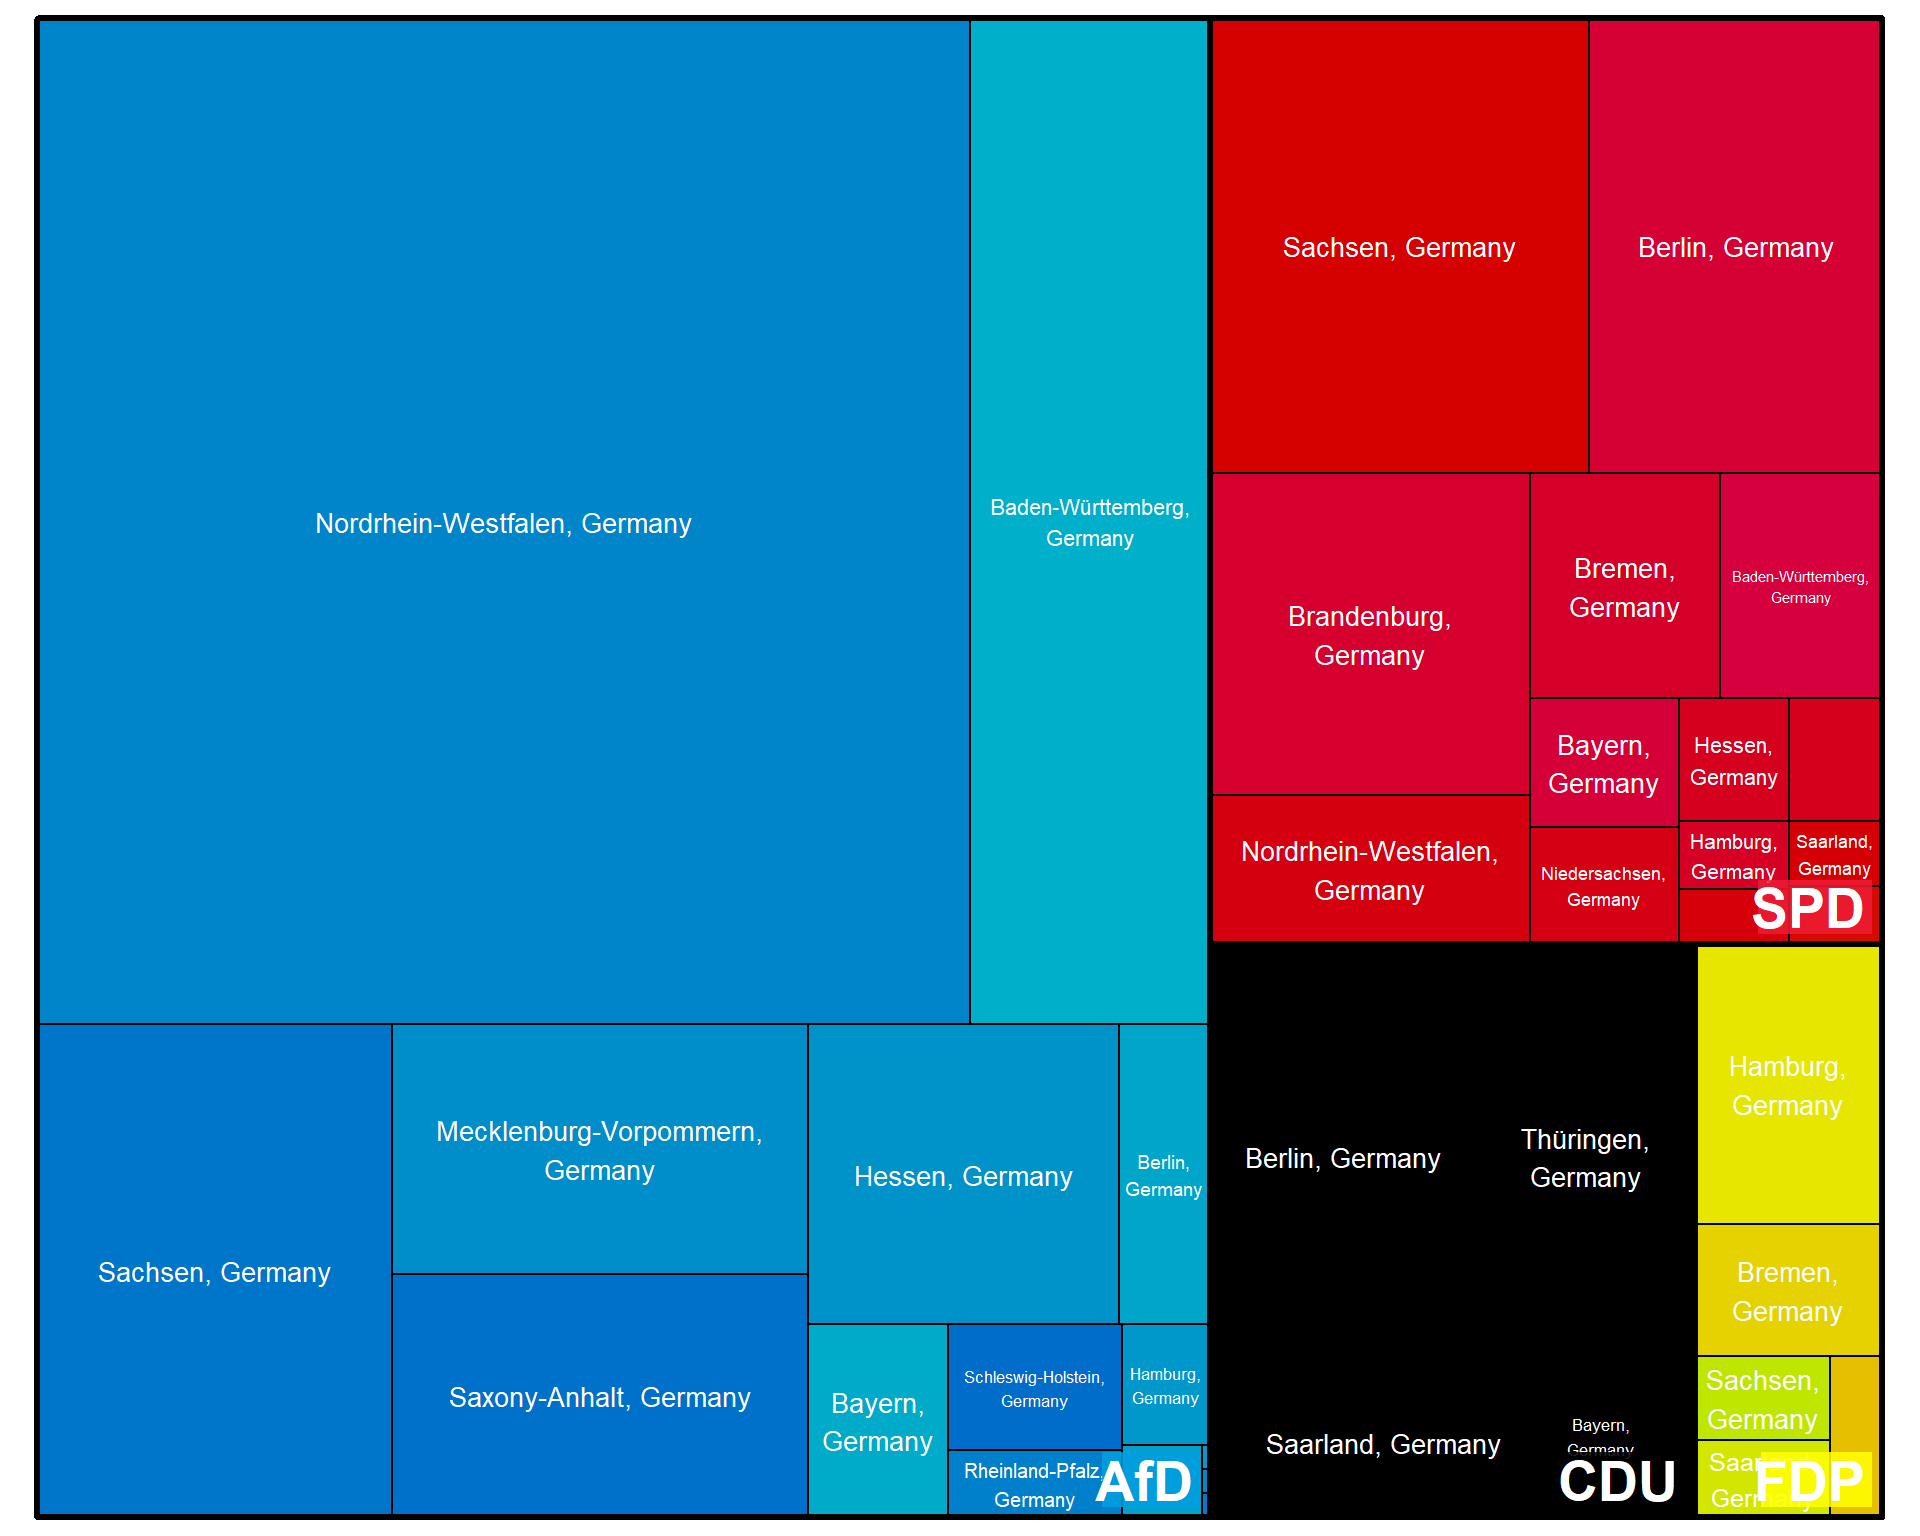 Nordrhein-Westfalen, Germany
Baden-Württemberg,
Germany
Sachsen, Germany
Mecklenburg-Vorpommern,
Germany
Saxony-Anhalt, Germany
Hessen, Germany
Berlin,
Germany
Bayern,
Germany
Schleswig-Holstein,
Germany
Hamburg,
Germany
Rheinland-Pfalz,
Germany
AfD
Sachsen, Germany
Berlin, Germany
Brandenburg,
Germany
Bremen,
Germany
Baden-Württemberg,
Germany
Nordrhein-Westfalen,
Germany
Bayern,
Germany
Hessen,
Germany
Niedersachsen,
Germany
Hamburg,
Germany
Saarland,
Germany
SPD
Berlin, Germany
Thüringen,
Germany
Saarland, Germany
Bayern,
Germany
CDU
Hamburg,
Germany
Bremen,
Germany
Sachsen,
Germany
FDP